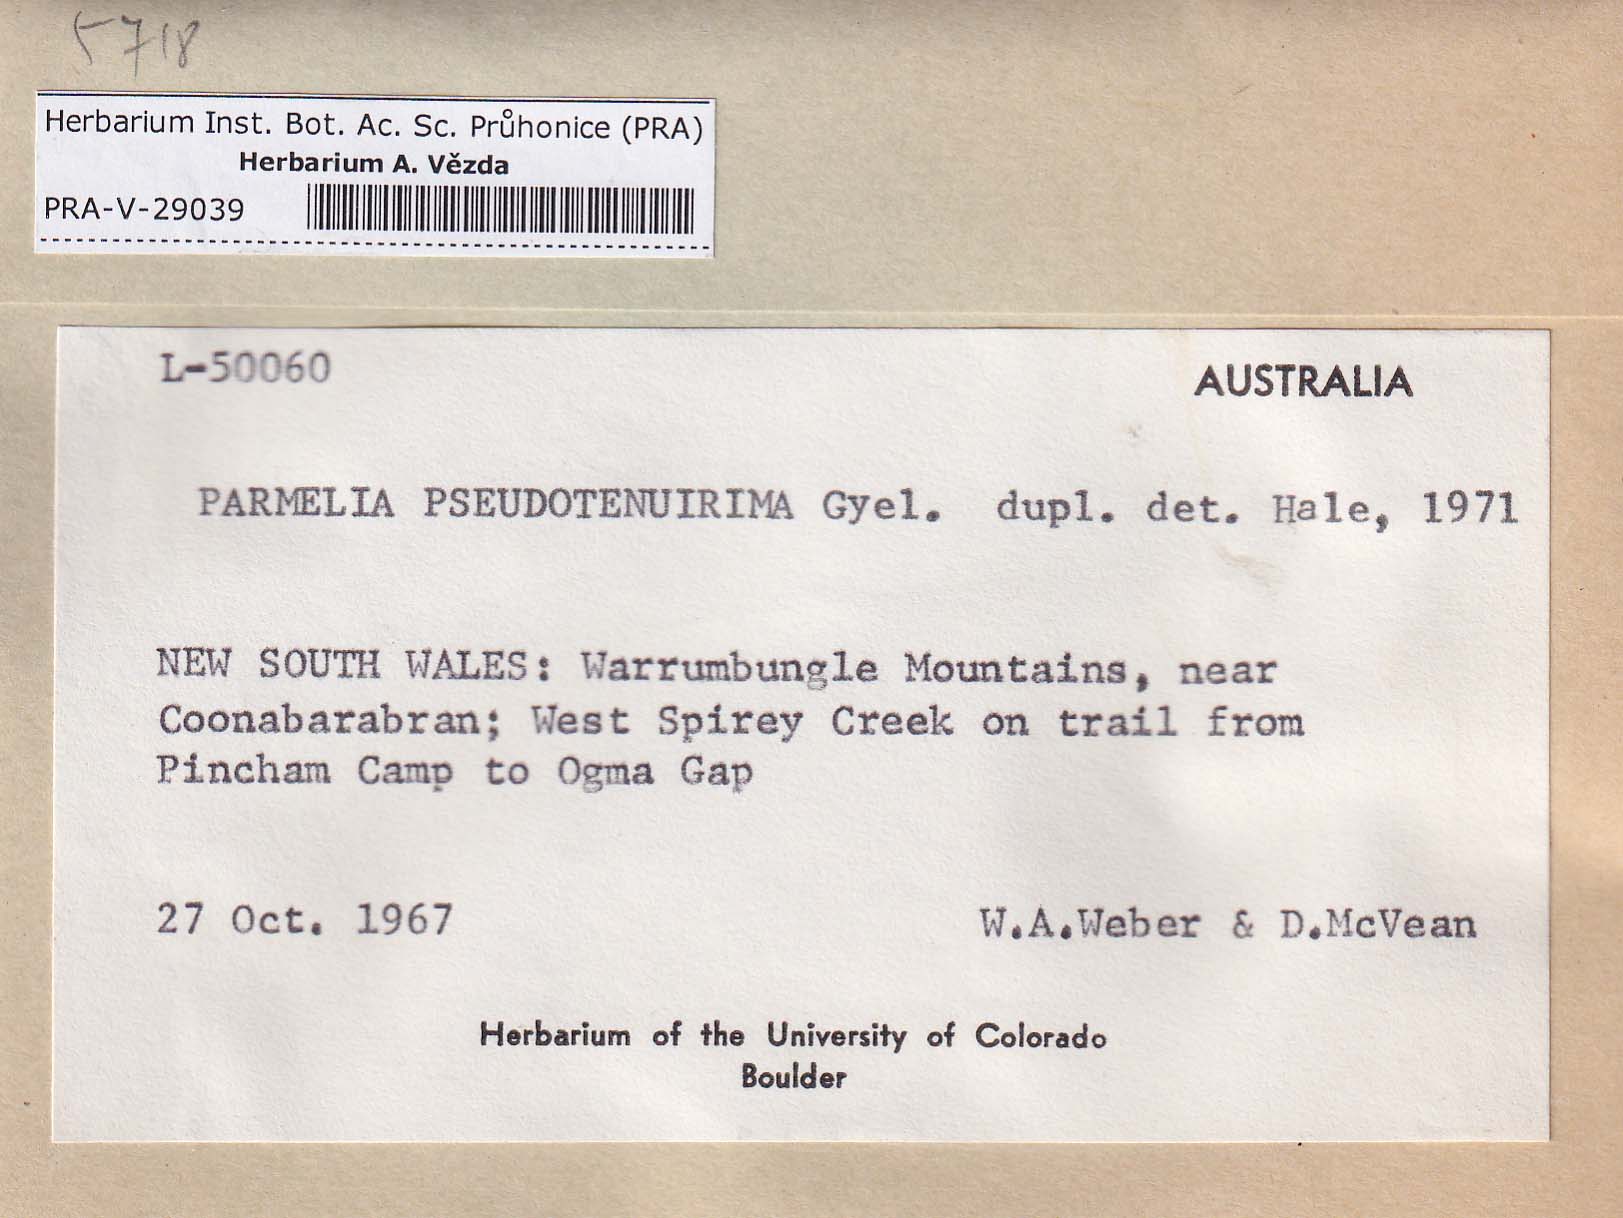 5718
Herbarium Inst. Bot. Ac. Sc. Průhonice (PRA)
Herbarium A. Vězda
PRA-V-29039
L-50060
AUSTRALIA
PARMELIA PSEUDOTENUIRIMA Gyel. dupl. det. Hale, 1971
NEW SOUTH WALES: Warrumbungle Mountains, near
Coonabarabran; West Spirey Creek on trail from
Pincham Camp to Ogma Gap
27 Oct. 1967
W.A.Weber & D.McVean
Herbarium of the University of Colorado
Boulder